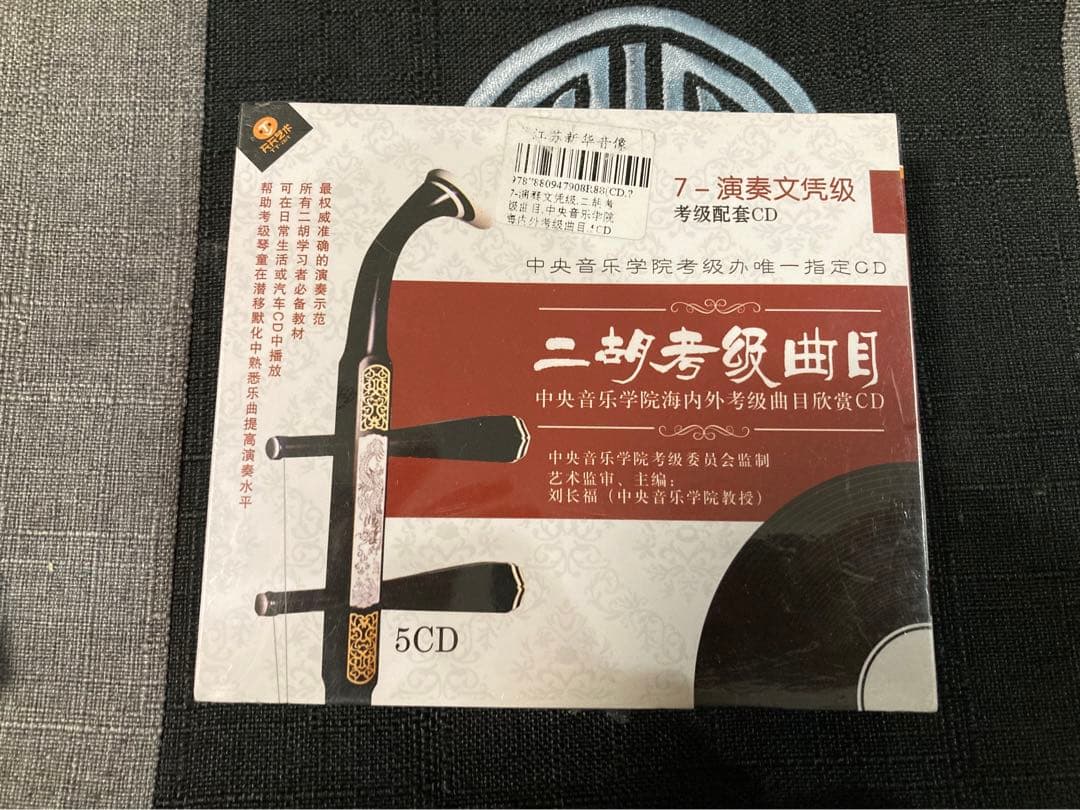 天天艺术
江苏新华音像
9787880947908R88(CD.7
7-演奏文凭级.二胡考
级曲目.中央音乐学院
海内外考级曲目.5CD
7－演奏文凭级
考级配套CD
中央音乐学院考级办唯一指定CD
二胡考级曲目
中央音乐学院海内外考级曲目欣赏CD
中央音乐学院考级委员会监制
艺术监审、主编：
刘长福（中央音乐学院教授）
最权威准确的演奏示范
所有二胡学习者必备教材
可在日常生活或汽车CD中播放
帮助考级琴童在潜移默化中熟悉乐曲提高演奏水平
5CD